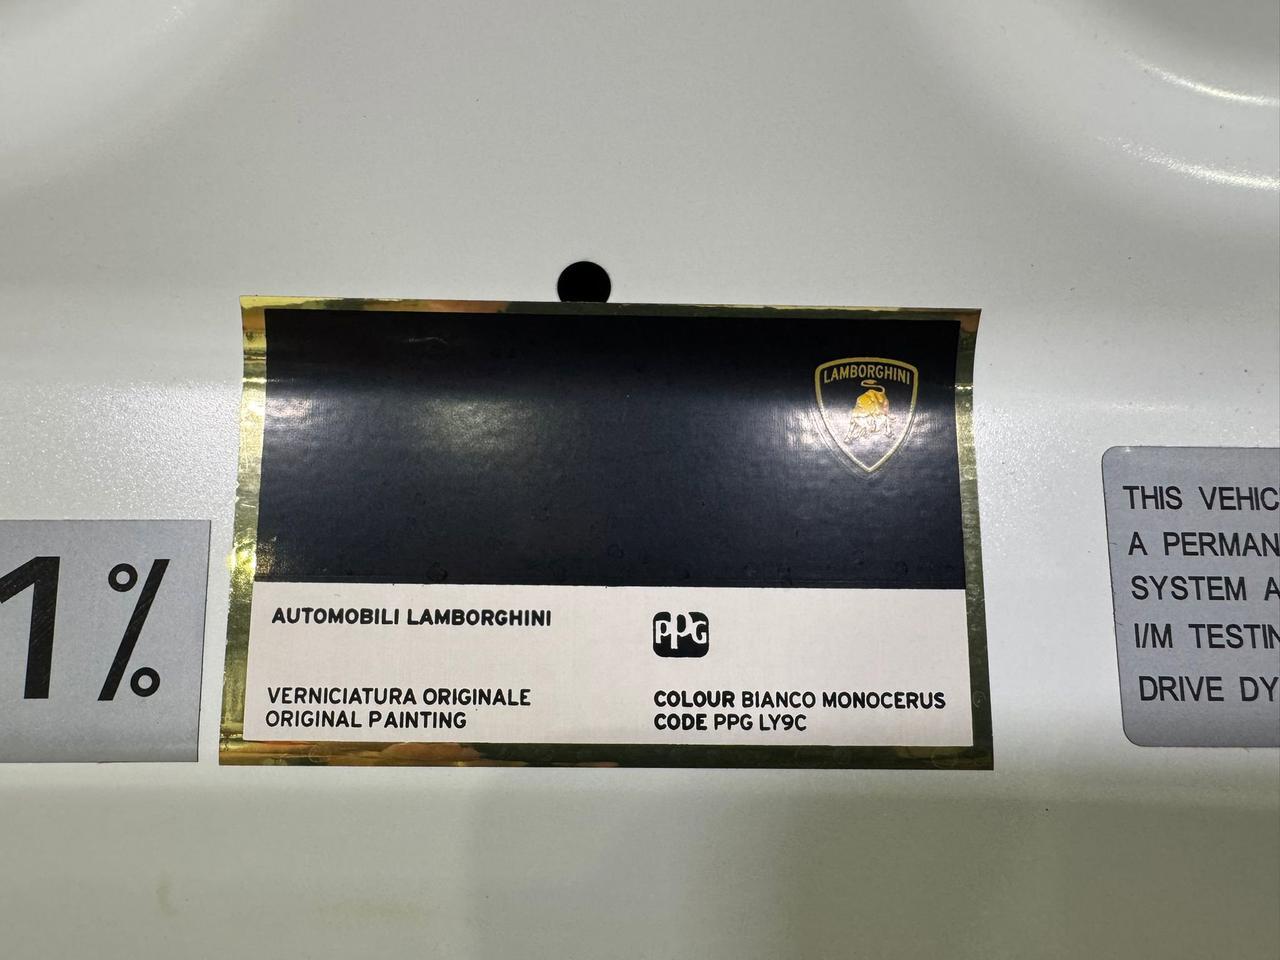 LAMBORGHINI
1%
AUTOMOBILI LAMBORGHINI
PPG
VERNICIATURA ORIGINALE
ORIGINAL PAINTING
COLOUR BIANCO MONOCERUS
CODE PPG LY9C
THIS VEHIC
A PERMAN
SYSTEM A
I/M TESTIN
DRIVE DY